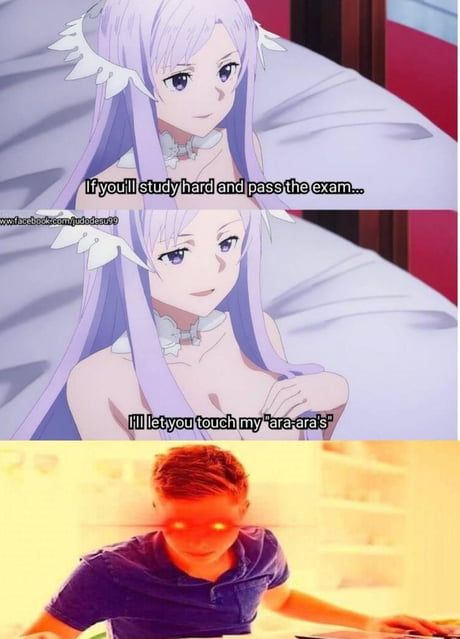 If you'll study hard and pass the exam...
ww.facebook.com/judodesu99
I'll let you touch my "ara-ara's"